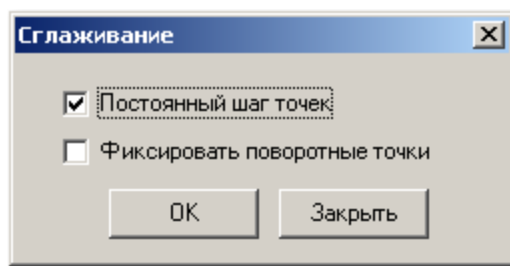 Сглаживание
Постоянный шаг точек
Фиксировать поворотные точки
OK Закрыть